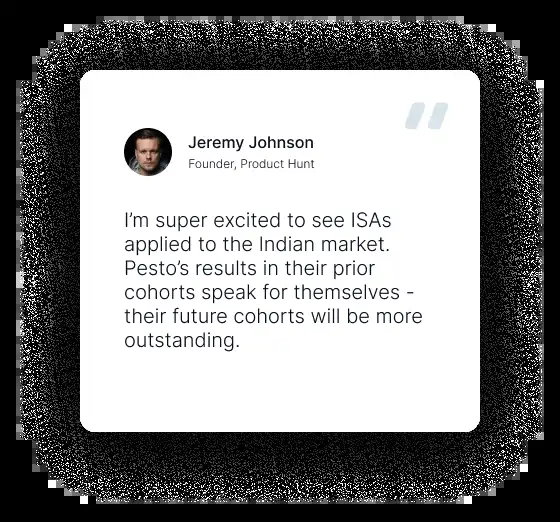 Jeremy Johnson
Founder, Product Hunt
I’m super excited to see ISAs
applied to the Indian market.
Pesto’s results in their prior
cohorts speak for themselves -
their future cohorts will be more
outstanding.